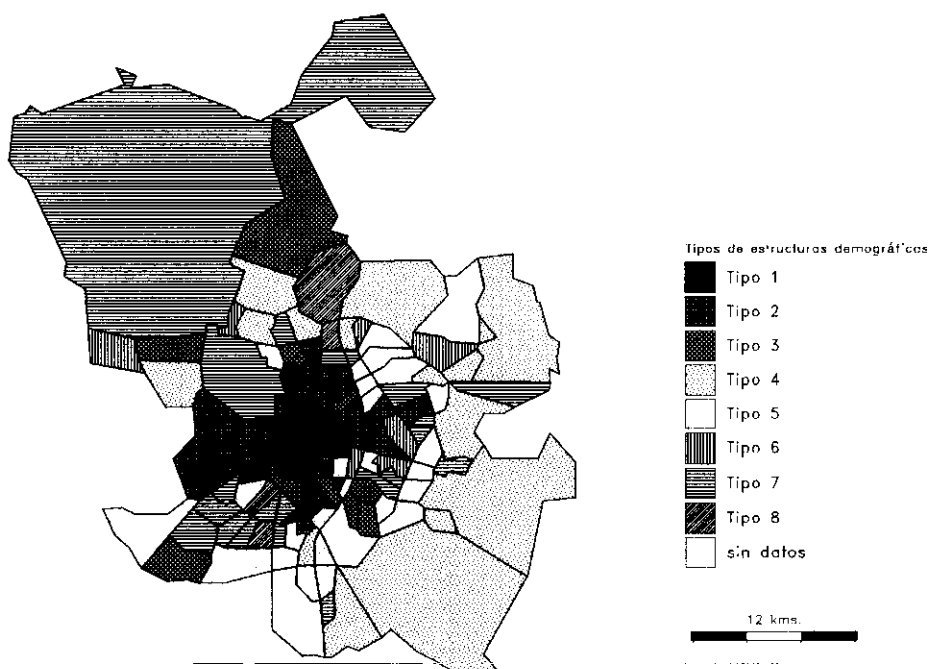 Tipos de estructuras demográficas
Tipo 1
Tipo 2
Tipo 3
Tipo 4
Tipo 5
Tipo 6
Tipo 7
Tipo 8
sin datos
12 kms.